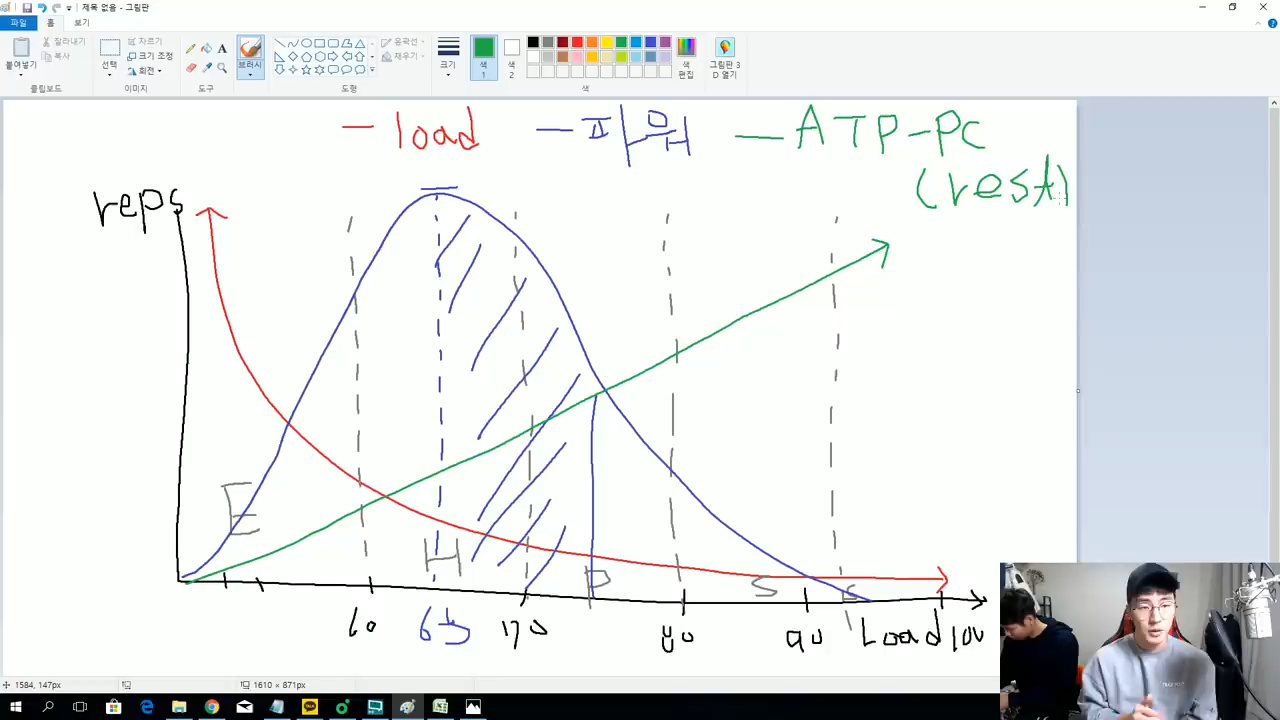 제목 없음 - 그림판
파일 홈 보기
붙여넣기
잘라내기
복사
클립보드
선택
자르기
크기 조정
회전
이미지
A
도구
브러시
도형
윤곽선
채우기
크기
색 1
색 2
색 편집
색
그림판 3D 열기
load
ATP-PC
(rest)
reps
E
H
P
S
60
65
170
80
90
Load 100
1584, 147px
1610 × 871px